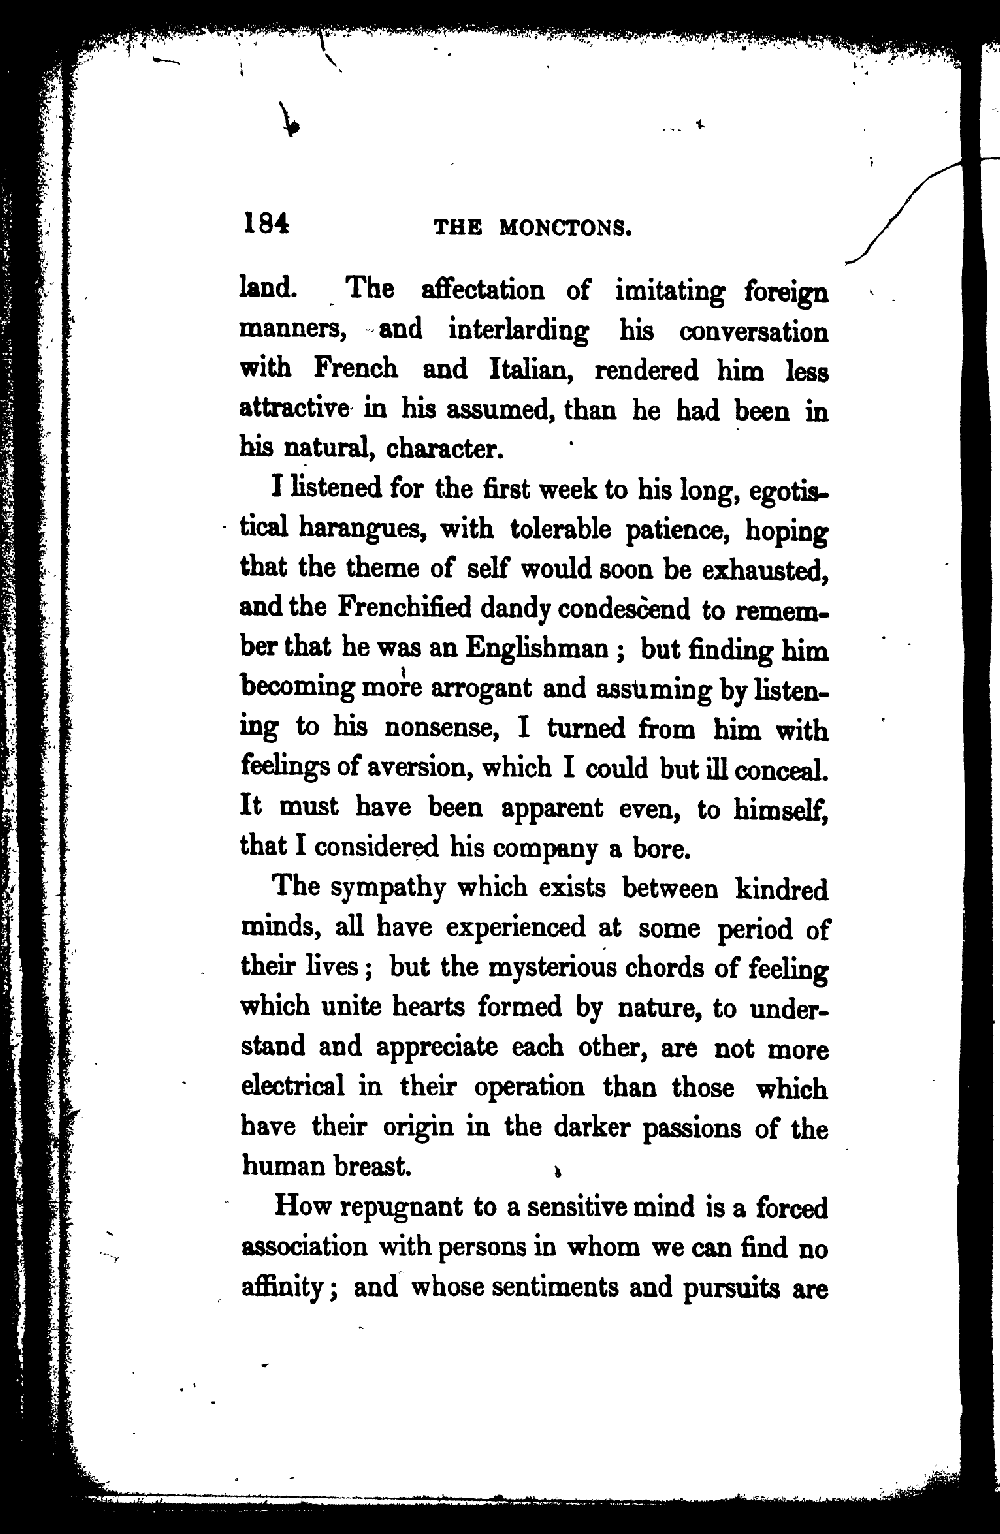 184 THE MONCTONS.
land. The affectation of imitating foreign
manners, and interlarding his conversation
with French and Italian, rendered him less
attractive in his assumed, than he had been in
his natural, character.
I listened for the first week to his long, egotis-
tical harangues, with tolerable patience, hoping
that the theme of self would soon be exhausted,
and the Frenchified dandy condescend to remem-
ber that he was an Englishman ; but finding him
becoming more arrogant and assuming by listen-
ing to his nonsense, I turned from him with
feelings of aversion, which I could but ill conceal.
It must have been apparent even, to himself,
that I considered his company a bore.
The sympathy which exists between kindred
minds, all have experienced at some period of
their lives ; but the mysterious chords of feeling
which unite hearts formed by nature, to under-
stand and appreciate each other, are not more
electrical in their operation than those which
have their origin in the darker passions of the
human breast.
How repugnant to a sensitive mind is a forced
association with persons in whom we can find no
affinity ; and whose sentiments and pursuits are